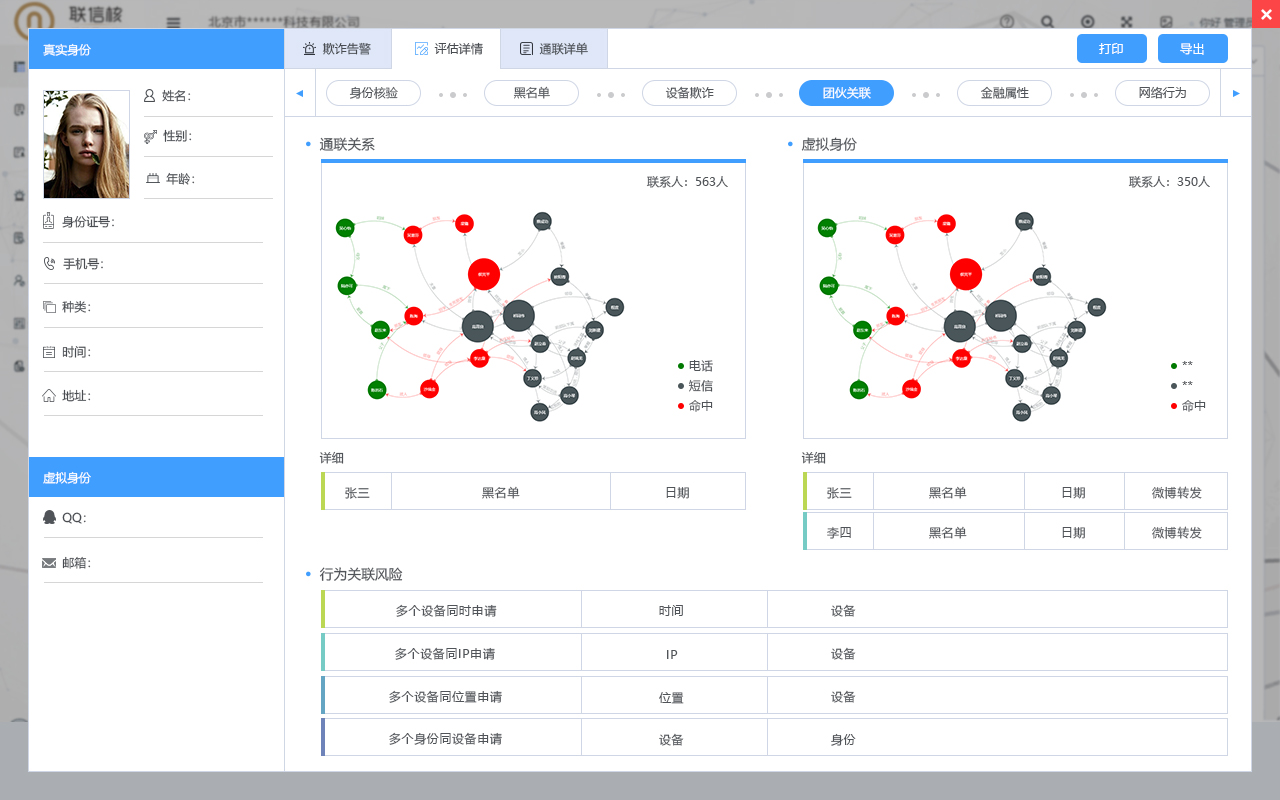 联信核
北京市******科技有限公司
你好 管理员
真实身份
欺诈告警
评估详情
通联详单
打印
导出
姓名:
性别:
年龄:
身份证号:
手机号:
种类:
时间:
地址:
虚拟身份
QQ:
邮箱:
身份核验
黑名单
设备欺诈
团伙关联
金融属性
网络行为
通联关系
联系人：563人
电话
短信
命中
详细
张三
黑名单
日期
虚拟身份
联系人：350人
**
**
命中
详细
张三
黑名单
日期
微博转发
李四
黑名单
日期
微博转发
行为关联风险
多个设备同时申请
时间
设备
多个设备同IP申请
IP
设备
多个设备同位置申请
位置
设备
多个身份同设备申请
设备
身份